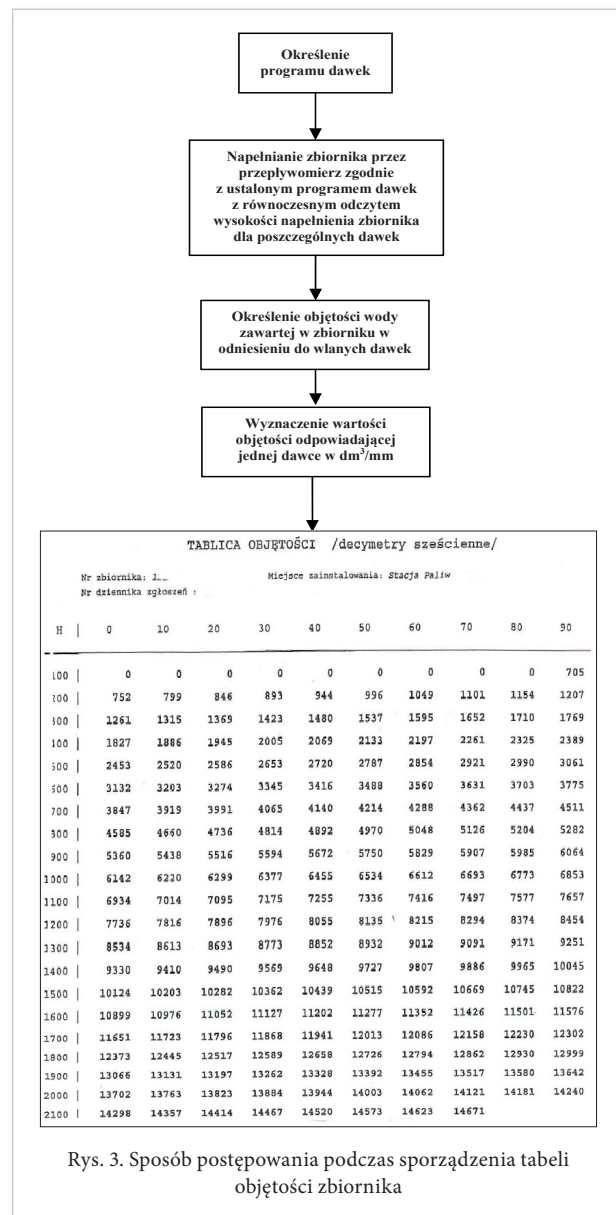 Określenie
programu dawek
Napełnianie zbiornika przez
przepływomierz zgodnie
z ustalonym programem dawek
z równoczesnym odczytem
wysokości napełnienia zbiornika
dla poszczególnych dawek
Określenie objętości wody
zawartej w zbiorniku w
odniesieniu do wlanych dawek
Wyznaczenie wartości
objętości odpowiadającej
jednej dawce w dm³/mm
TABLICA OBJĘTOŚCI /decymetry sześcienne/
Nr zbiornika: 1 Miejsce zainstalowania: Stacja Paliw
Nr dziennika zgłoszeń :
H | 0 10 20 30 40 50 60 70 80 90
100 | 0 0 0 0 0 0 0 0 0 705
200 | 752 799 846 893 944 996 1049 1101 1154 1207
300 | 1261 1315 1369 1423 1480 1537 1595 1652 1710 1769
400 | 1827 1886 1945 2005 2069 2133 2197 2261 2325 2389
500 | 2453 2520 2586 2653 2720 2787 2854 2921 2990 3061
600 | 3132 3203 3274 3345 3416 3488 3560 3631 3703 3775
700 | 3847 3919 3991 4065 4140 4214 4288 4362 4437 4511
800 | 4585 4660 4736 4814 4892 4970 5048 5126 5204 5282
900 | 5360 5438 5516 5594 5672 5750 5829 5907 5985 6064
1000 | 6142 6220 6299 6377 6455 6534 6612 6693 6773 6853
1100 | 6934 7014 7095 7175 7255 7336 7416 7497 7577 7657
1200 | 7736 7816 7896 7976 8055 8135 8215 8294 8374 8454
1300 | 8534 8613 8693 8773 8852 8932 9012 9091 9171 9251
1400 | 9330 9410 9490 9569 9648 9727 9807 9886 9965 10045
1500 | 10124 10203 10282 10362 10439 10515 10592 10669 10745 10822
1600 | 10899 10976 11052 11127 11202 11277 11352 11426 11501 11576
1700 | 11651 11723 11796 11868 11941 12013 12086 12158 12230 12302
1800 | 12373 12445 12517 12589 12658 12726 12794 12862 12930 12999
1900 | 13066 13131 13197 13262 13328 13392 13455 13517 13580 13642
2000 | 13702 13763 13823 13884 13944 14003 14062 14121 14181 14240
2100 | 14298 14357 14414 14467 14520 14573 14623 14671
Rys. 3. Sposób postępowania podczas sporządzenia tabeli
objętości zbiornika